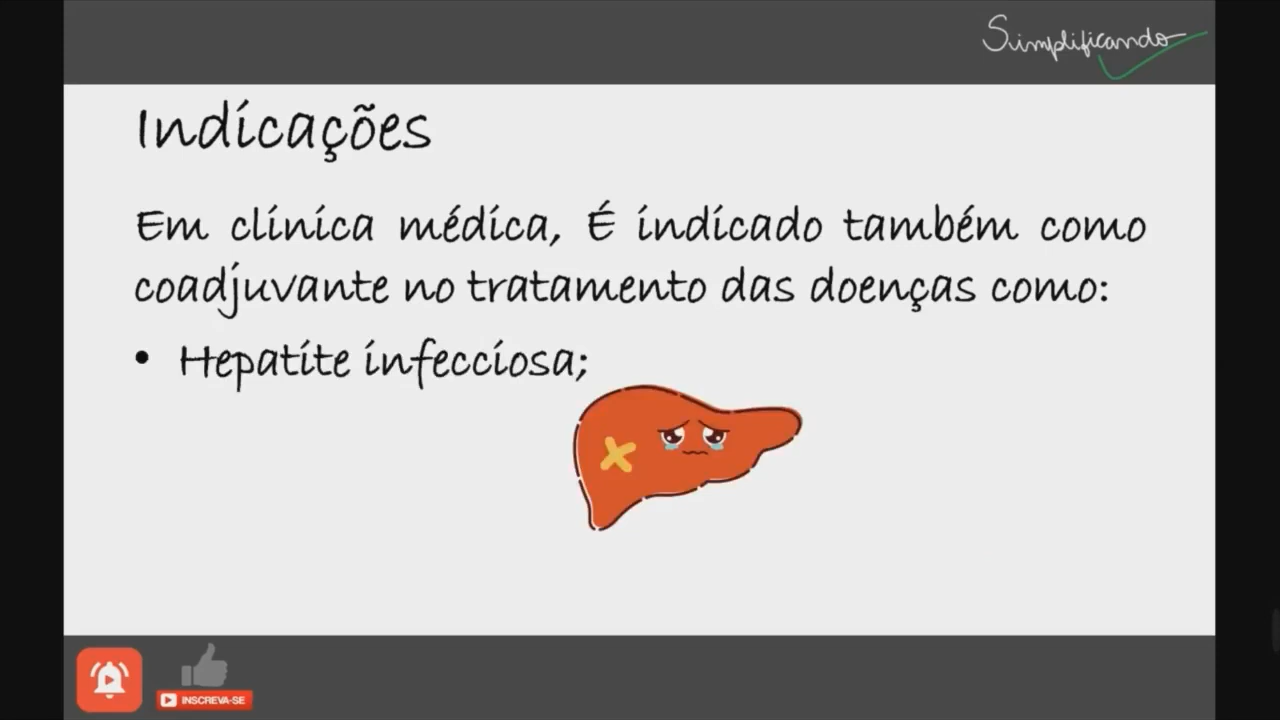 Simplificando
Indicações
Em clínica médica, É indicado também como
coadjuvante no tratamento das doenças como:
• Hepatite infecciosa;
INSCREVA-SE